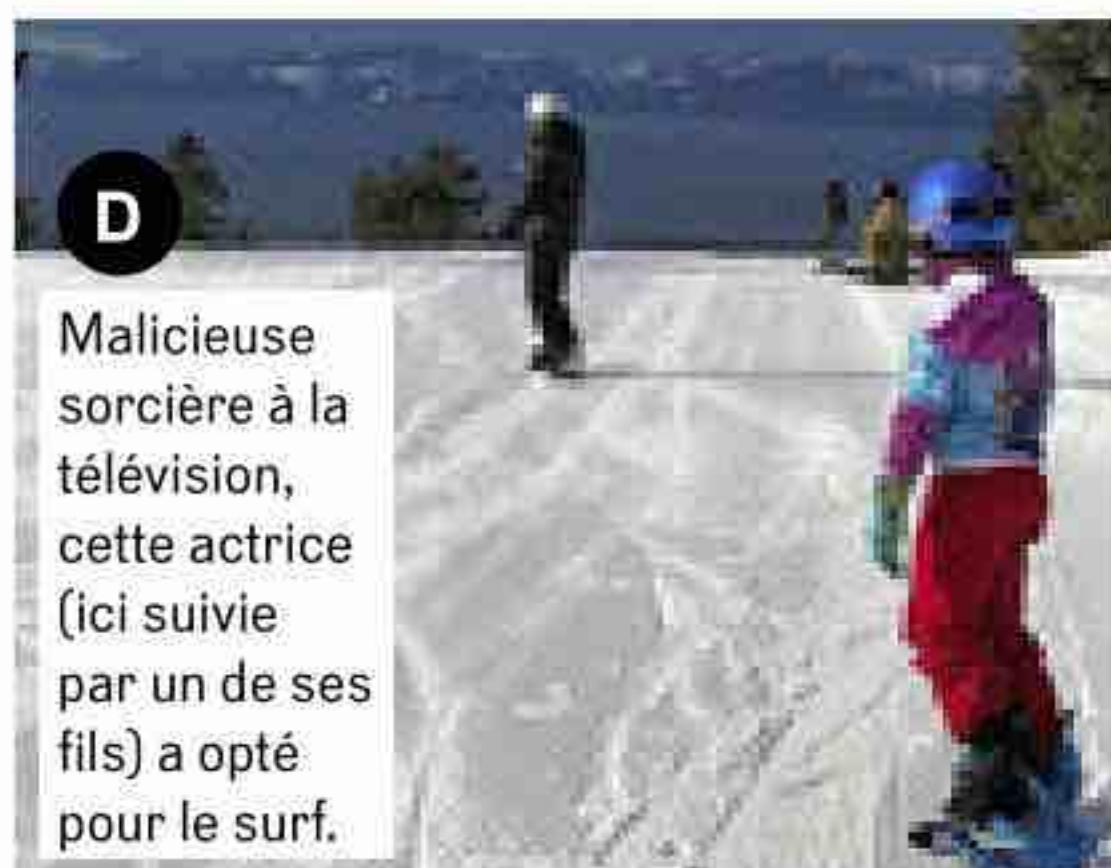 D
Malicieuse
sorcière à la
télévision,
cette actrice
(ici suivie
par un de ses
fils) a opté
pour le surf.